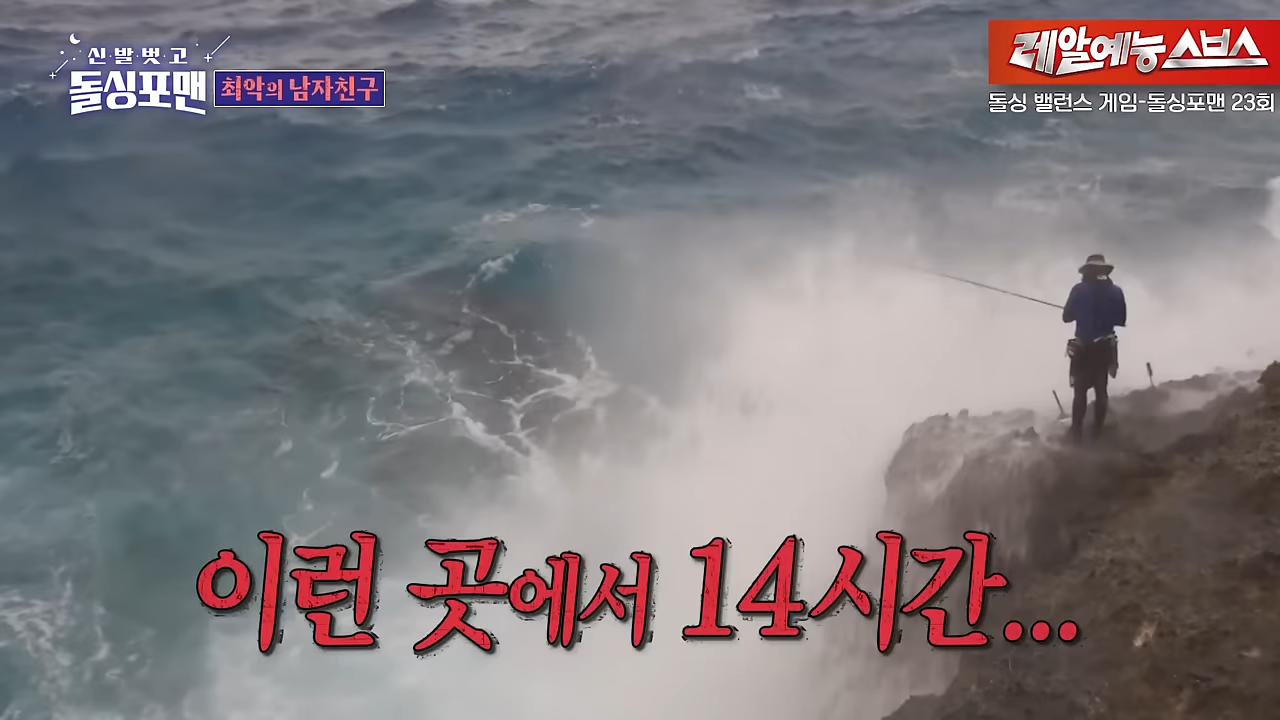 신발벗고
돌싱포맨
최악의 남자친구
레알예능 스브스
돌싱 밸런스 게임-돌싱포맨 23회
이런 곳에서 14시간...